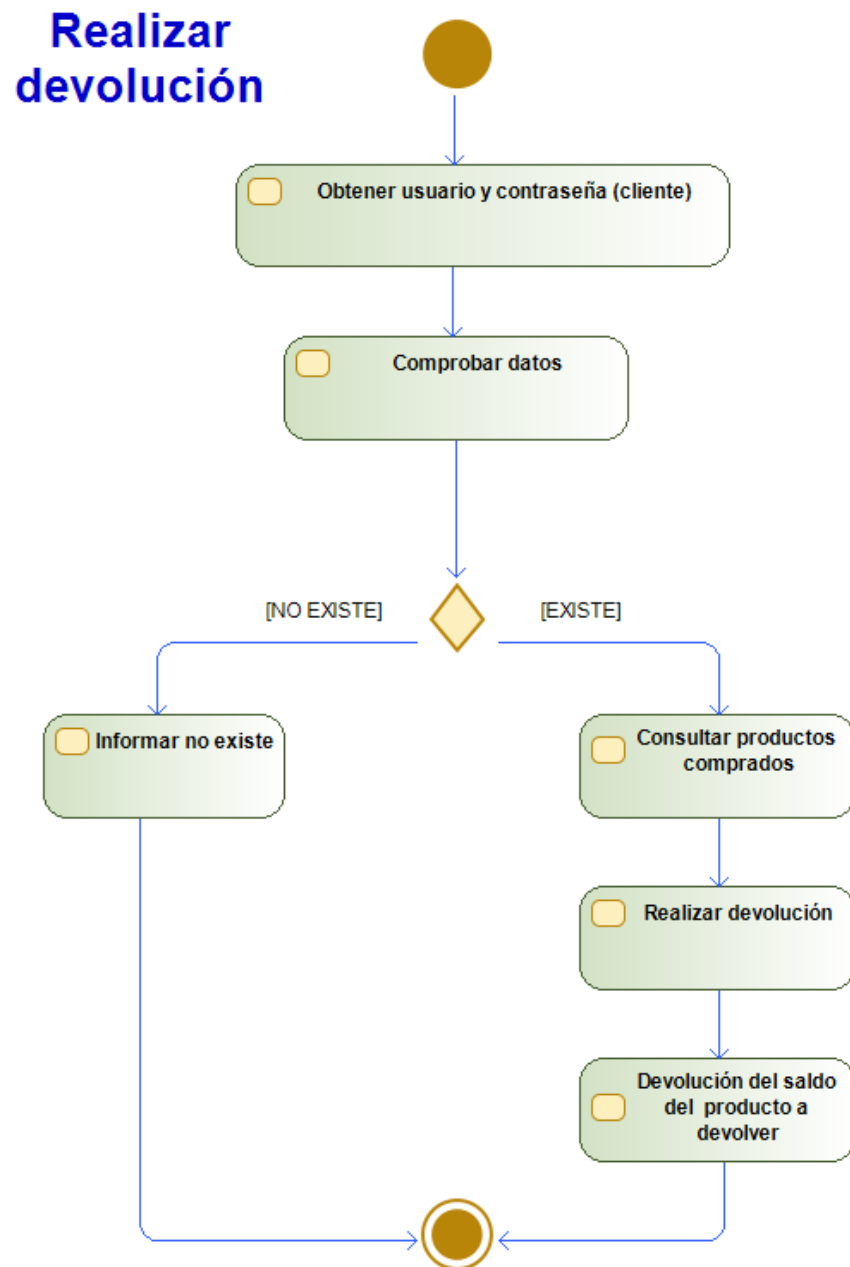 Realizar
devolución
Obtener usuario y contraseña (cliente)
Comprobar datos
[NO EXISTE]
[EXISTE]
Informar no existe
Consultar productos
comprados
Realizar devolución
Devolución del saldo
del producto a
devolver